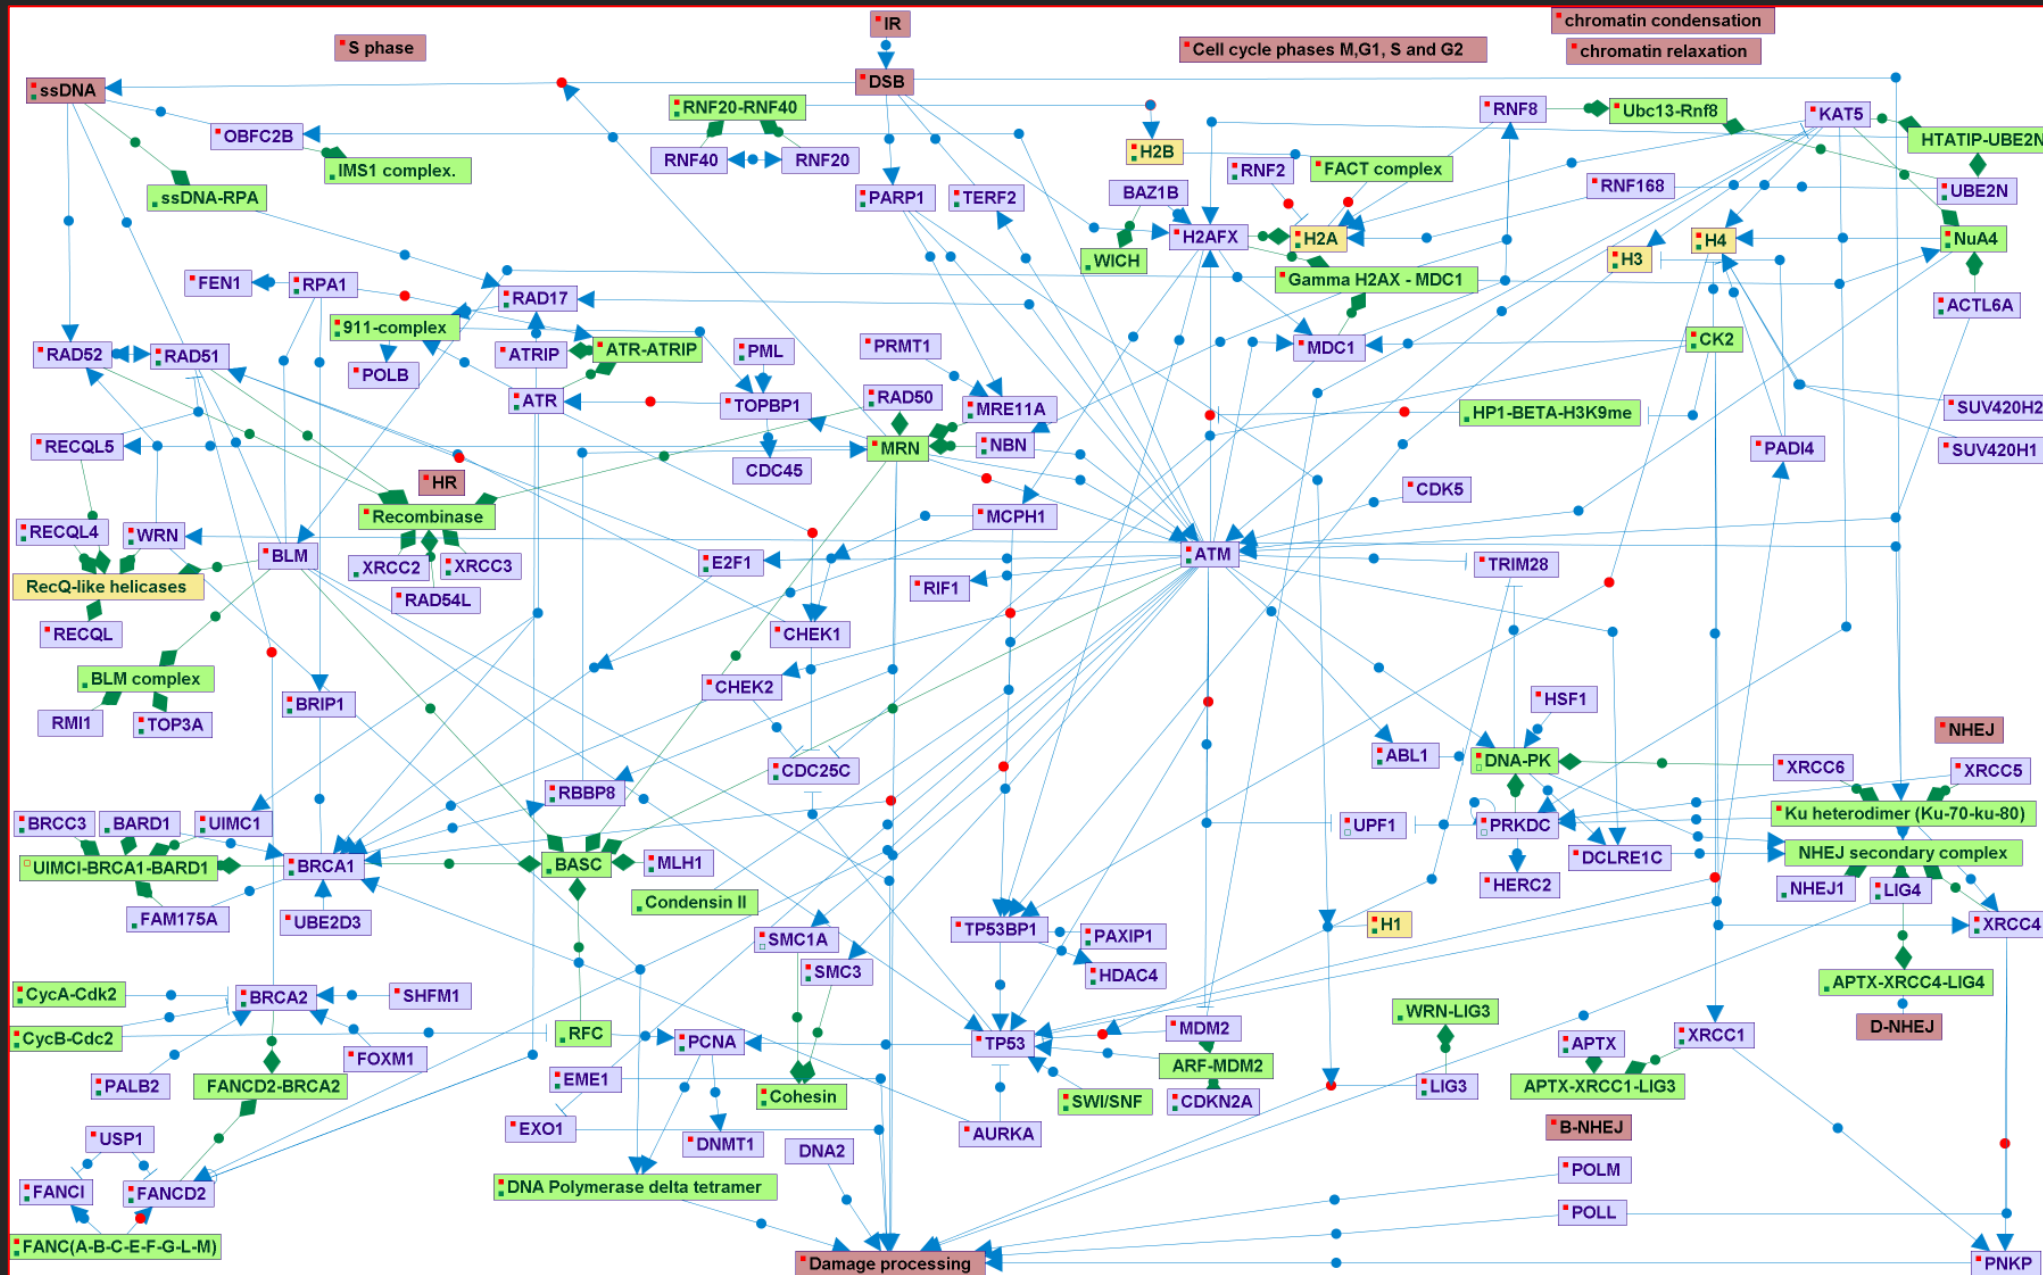 IR
chromatin condensation
S phase
Cell cycle phases M,G1, S and G2
chromatin relaxation
ssDNA
DSB
RNF20-RNF40
RNF8
Ubc13-Rnf8
KAT5
OBFC2B
HTATIP-UBE2N
RNF40
RNF20
H2B
IMS1 complex.
RNF2
FACT complex
RNF168
UBE2N
ssDNA-RPA
PARP1
TERF2
BAZ1B
H2AFX
H2A
H4
NuA4
WICH
H3
FEN1
RPA1
Gamma H2AX - MDC1
RAD17
ACTL6A
911-complex
CK2
RAD52
RAD51
ATRIP
ATR-ATRIP
PML
PRMT1
MDC1
POLB
ATR
TOPBP1
RAD50
MRE11A
HP1-BETA-H3K9me
SUV420H2
RECQL5
MRN
NBN
PADI4
SUV420H1
CDC45
HR
CDK5
Recombinase
MCPH1
RECQL4
WRN
BLM
XRCC2
XRCC3
E2F1
ATM
TRIM28
RecQ-like helicases
RAD54L
RIF1
RECQL
CHEK1
BLM complex
CHEK2
RMI1
TOP3A
BRIP1
HSF1
NHEJ
ABL1
DNA-PK
XRCC6
XRCC5
CDC25C
RBBP8
BRCC3
BARD1
UIMC1
UPF1
PRKDC
Ku heterodimer (Ku-70-ku-80)
UIMCI-BRCA1-BARD1
BRCA1
BASC
MLH1
DCLRE1C
NHEJ secondary complex
HERC2
NHEJ1
LIG4
FAM175A
UBE2D3
Condensin II
XRCC4
SMC1A
TP53BP1
PAXIP1
H1
SMC3
HDAC4
APTX-XRCC4-LIG4
CycA-Cdk2
BRCA2
SHFM1
WRN-LIG3
D-NHEJ
CycB-Cdc2
RFC
PCNA
TP53
MDM2
APTX
XRCC1
FOXM1
PALB2
FANCD2-BRCA2
EME1
ARF-MDM2
LIG3
APTX-XRCC1-LIG3
Cohesin
SWI/SNF
CDKN2A
EXO1
USP1
DNMT1
DNA2
AURKA
B-NHEJ
FANCI
FANCD2
DNA Polymerase delta tetramer
POLM
POLL
FANC(A-B-C-E-F-G-L-M)
Damage processing
PNKP